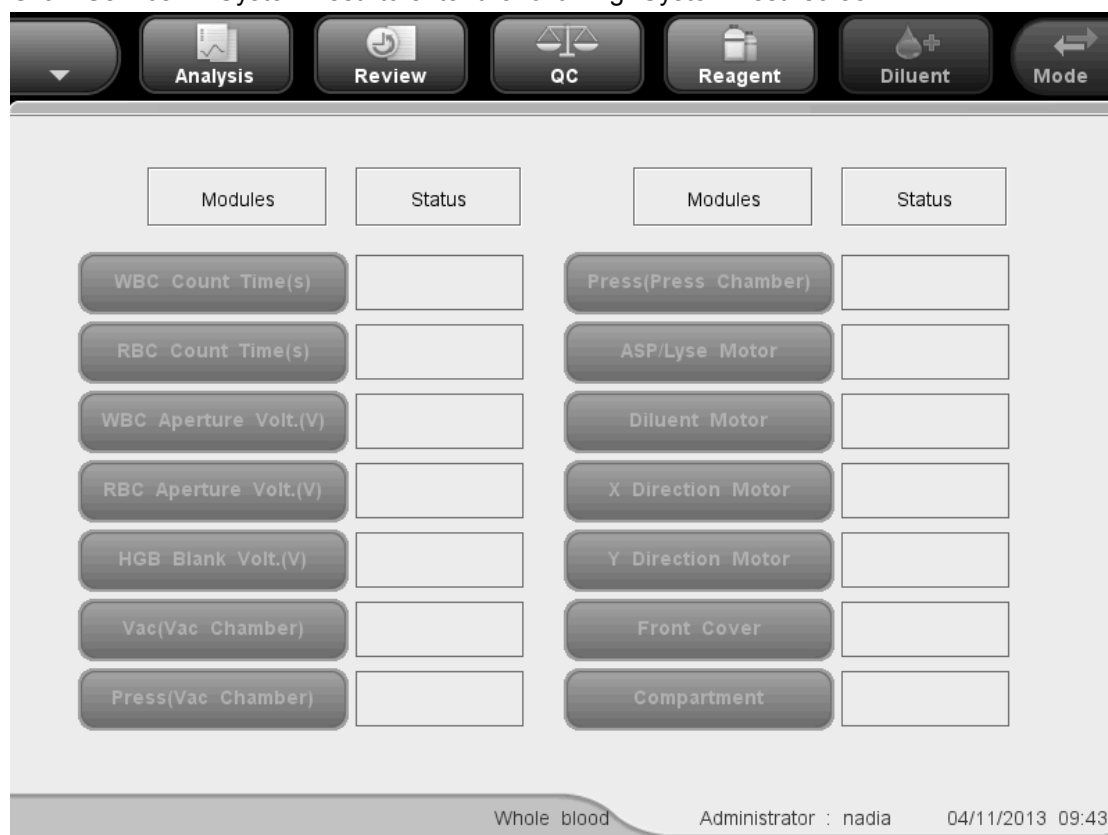 Analysis Review QC Reagent Diluent Mode
Modules Status Modules Status
WBC Count Time(s) Press(Press Chamber)
RBC Count Time(s) ASP/Lyse Motor
WBC Aperture Volt.(V) Diluent Motor
RBC Aperture Volt.(V) X Direction Motor
HGB Blank Volt.(V) Y Direction Motor
Vac(Vac Chamber) Front Cover
Press(Vac Chamber) Compartment
Whole blood Administrator : nadia 04/11/2013 09:43